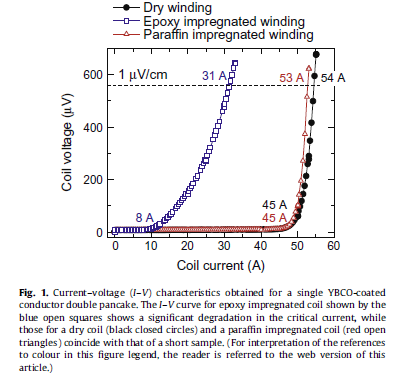 Dry winding
Epoxy impregnated winding
Paraffin impregnated winding
600
1 μV/cm
31 A
53 A
54 A
400
Coil voltage (μV)
200
45 A
8 A
45 A
0
0 10 20 30 40 50 60
Coil current (A)
Fig. 1. Current–voltage (I–V) characteristics obtained for a single YBCO-coated
conductor double pancake. The I–V curve for epoxy impregnated coil shown by the
blue open squares shows a significant degradation in the critical current, while
those for a dry coil (black closed circles) and a paraffin impregnated coil (red open
triangles) coincide with that of a short sample. (For interpretation of the references
to colour in this figure legend, the reader is referred to the web version of this
article.)